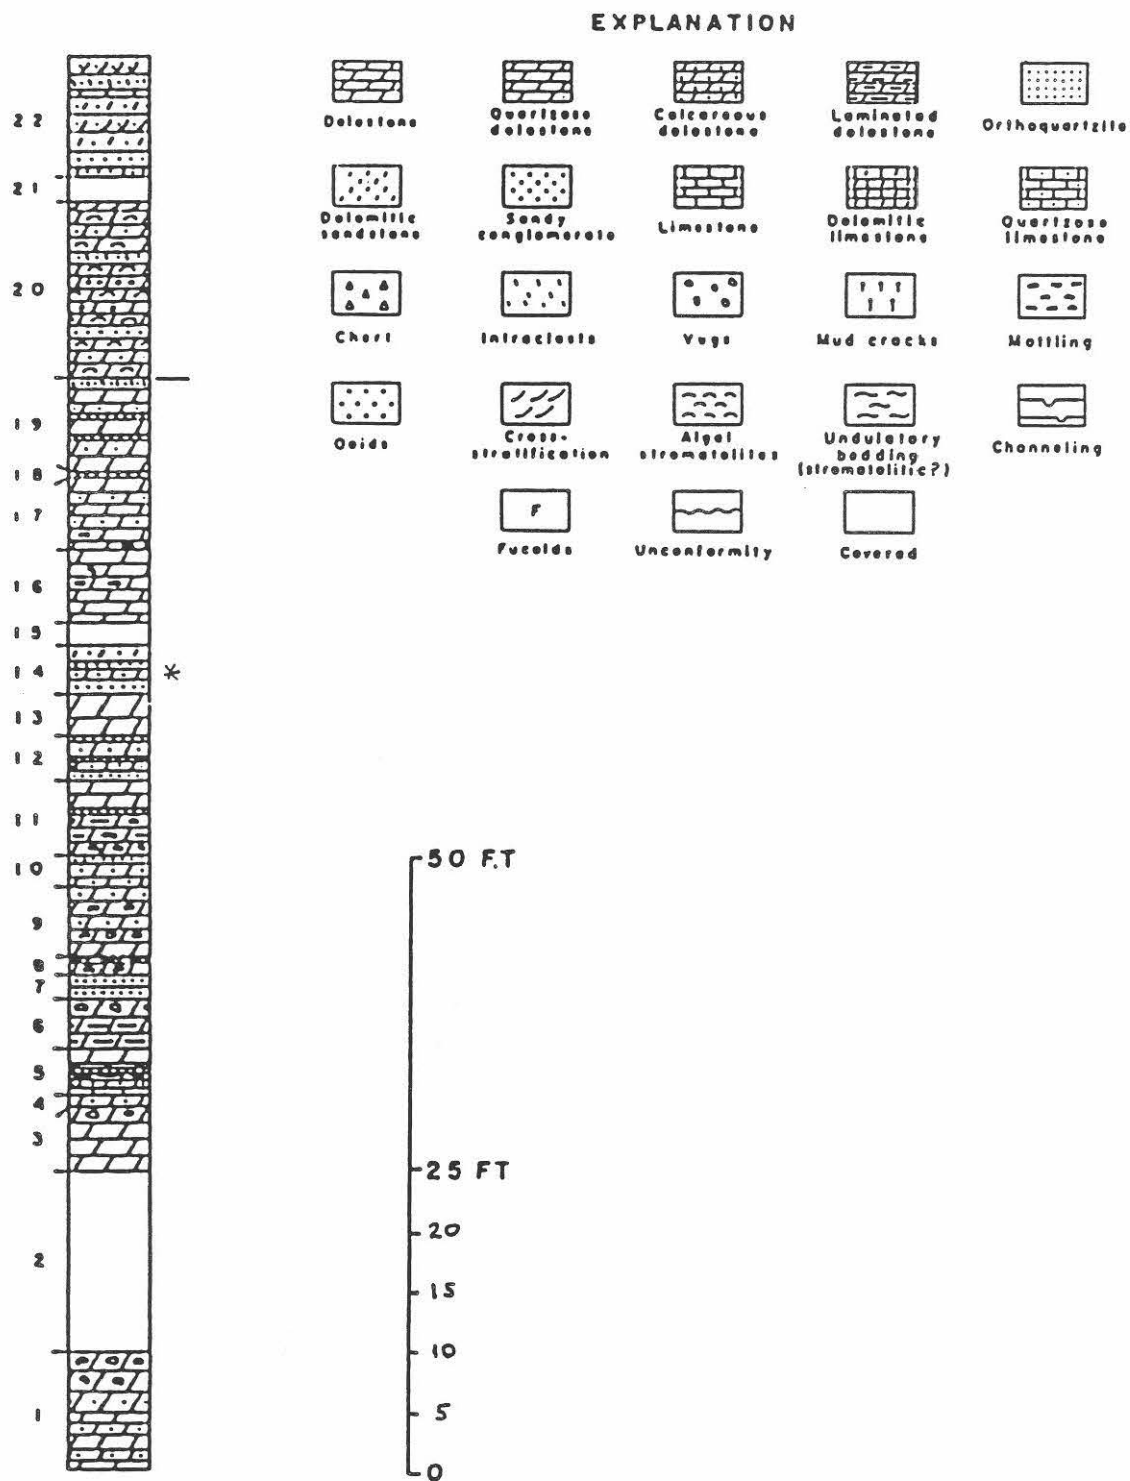 EXPLANATION
Dolostone
Quartzose
dolostone
Calcareous
dolostone
Laminated
dolostone
Orthoquartzite
Dolomitic
sandstone
Sandy
conglomerate
Limestone
Dolomitic
limestone
Quartzose
limestone
Chert
Intraclasts
Vugs
Mud cracks
Mottling
Ooids
Cross-
stratification
Algal
stromatolites
Undulatory
bedding
(stromatolitic?)
Channeling
F
Fucoids
Unconformity
Covered
22
21
20
19
18
17
16
15
14 *
13
12
11
10
9
8
7
6
5
4
3
2
1
50 F.T
25 FT
20
15
10
5
0